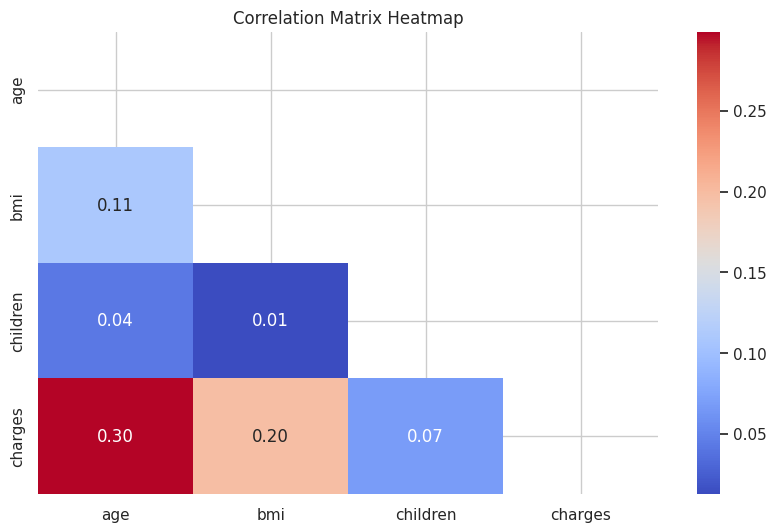 Correlation Matrix Heatmap
age
bmi
children
charges
0.11
0.04 0.01
0.30 0.20 0.07
age bmi children charges
0.25
0.20
0.15
0.10
0.05